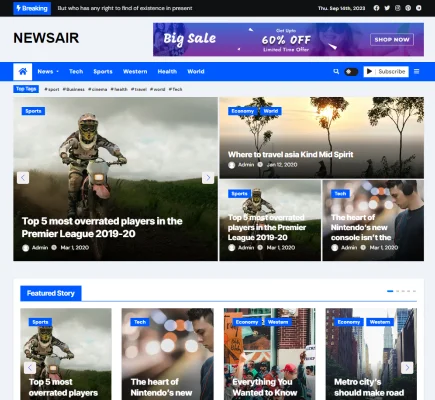 Breaking
But who has any right to find of existence in present
Thu. Sep 14th, 2023
NEWSAIR
Big Sale
Get Upto
60% OFF
Limited Time Offer
SHOP NOW
News
Tech
Sports
Western
Health
World
Subscribe
Top Tags
#sport #Business #cinema #health #travel #world #Tech
Sports
Top 5 most overrated players in the
Premier League 2019-20
Admin Mar 1, 2020
Economy World
Where to travel asia Kind Mid Spirit
Admin Jan 12, 2020
Sports
Top 5 most overrated
players in the Premier
League 2019-20
Admin Mar 1, 2020
Tech
The heart of
Nintendo's new
console isn't the
Admin Mar 1, 2020
Featured Story
Sports
Top 5 most
overrated players
Tech
The heart of
Nintendo's new
Economy Western
Everything You
Wanted to Know
Economy Western
Metro city's
should make road